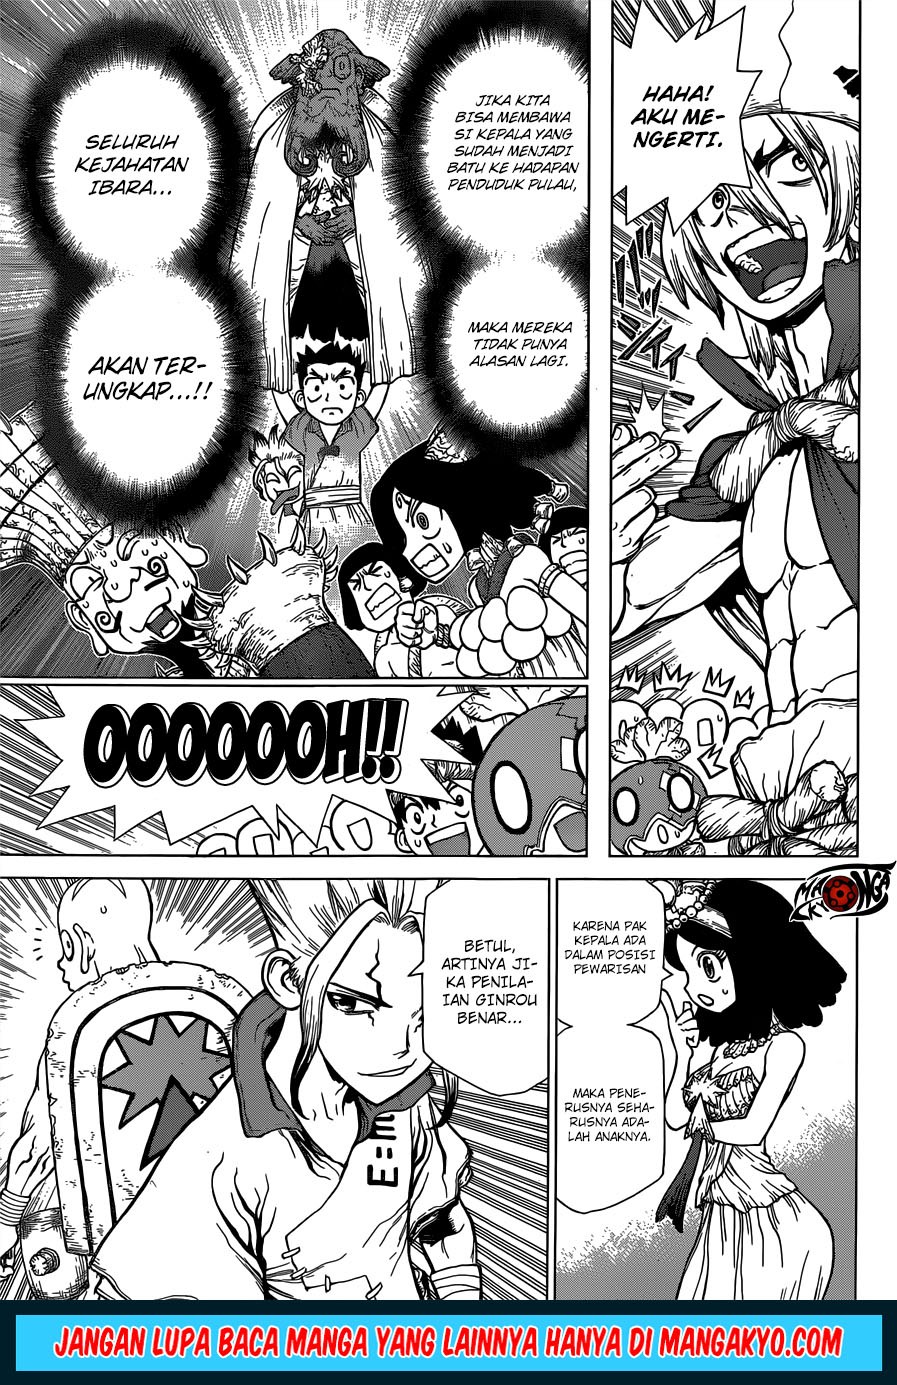 HAHA!
AKU ME-
NGERTI.
JIKA KITA
BISA MEMBAWA
SI KEPALA YANG
SUDAH MENJADI
BATU KE HADAPAN
PENDUDUK PULAU,
MAKA MEREKA
TIDAK PUNYA
ALASAN LAGI.
SELURUH
KEJAHATAN
IBARA...
AKAN TER-
UNGKAP...!!
OOOOOOH!!
MANGA
KYO
KARENA PAK
KEPALA ADA
DALAM POSISI
PEWARISAN
MAKA PENE-
RUSNYA SEHA-
RUSNYA ADA-
LAH ANAKNYA.
BETUL,
ARTINYA JI-
KA PENILA-
IAN GINROU
BENAR...
E=m
JANGAN LUPA BACA MANGA YANG LAINNYA HANYA DI MANGAKYO.COM